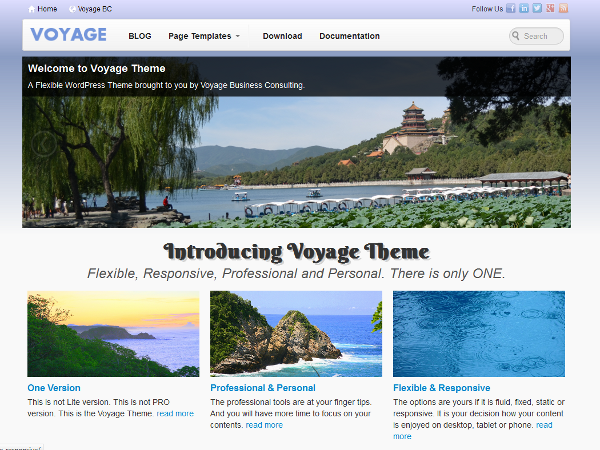 Home Voyage BC Follow Us
VOYAGE BLOG Page Templates Download Documentation Search
Welcome to Voyage Theme
A Flexible WordPress Theme brought to you by Voyage Business Consulting.
Introducing Voyage Theme
Flexible, Responsive, Professional and Personal. There is only ONE.
One Version
This is not Lite version. This is not PRO
version. This is the Voyage Theme. read more
Professional & Personal
The professional tools are at your finger tips.
And you will have more time to focus on your
contents. read more
Flexible & Responsive
The options are yours if it is fluid, fixed, static or
responsive. It is your decision how your content
is enjoyed on desktop, tablet or phone. read
more